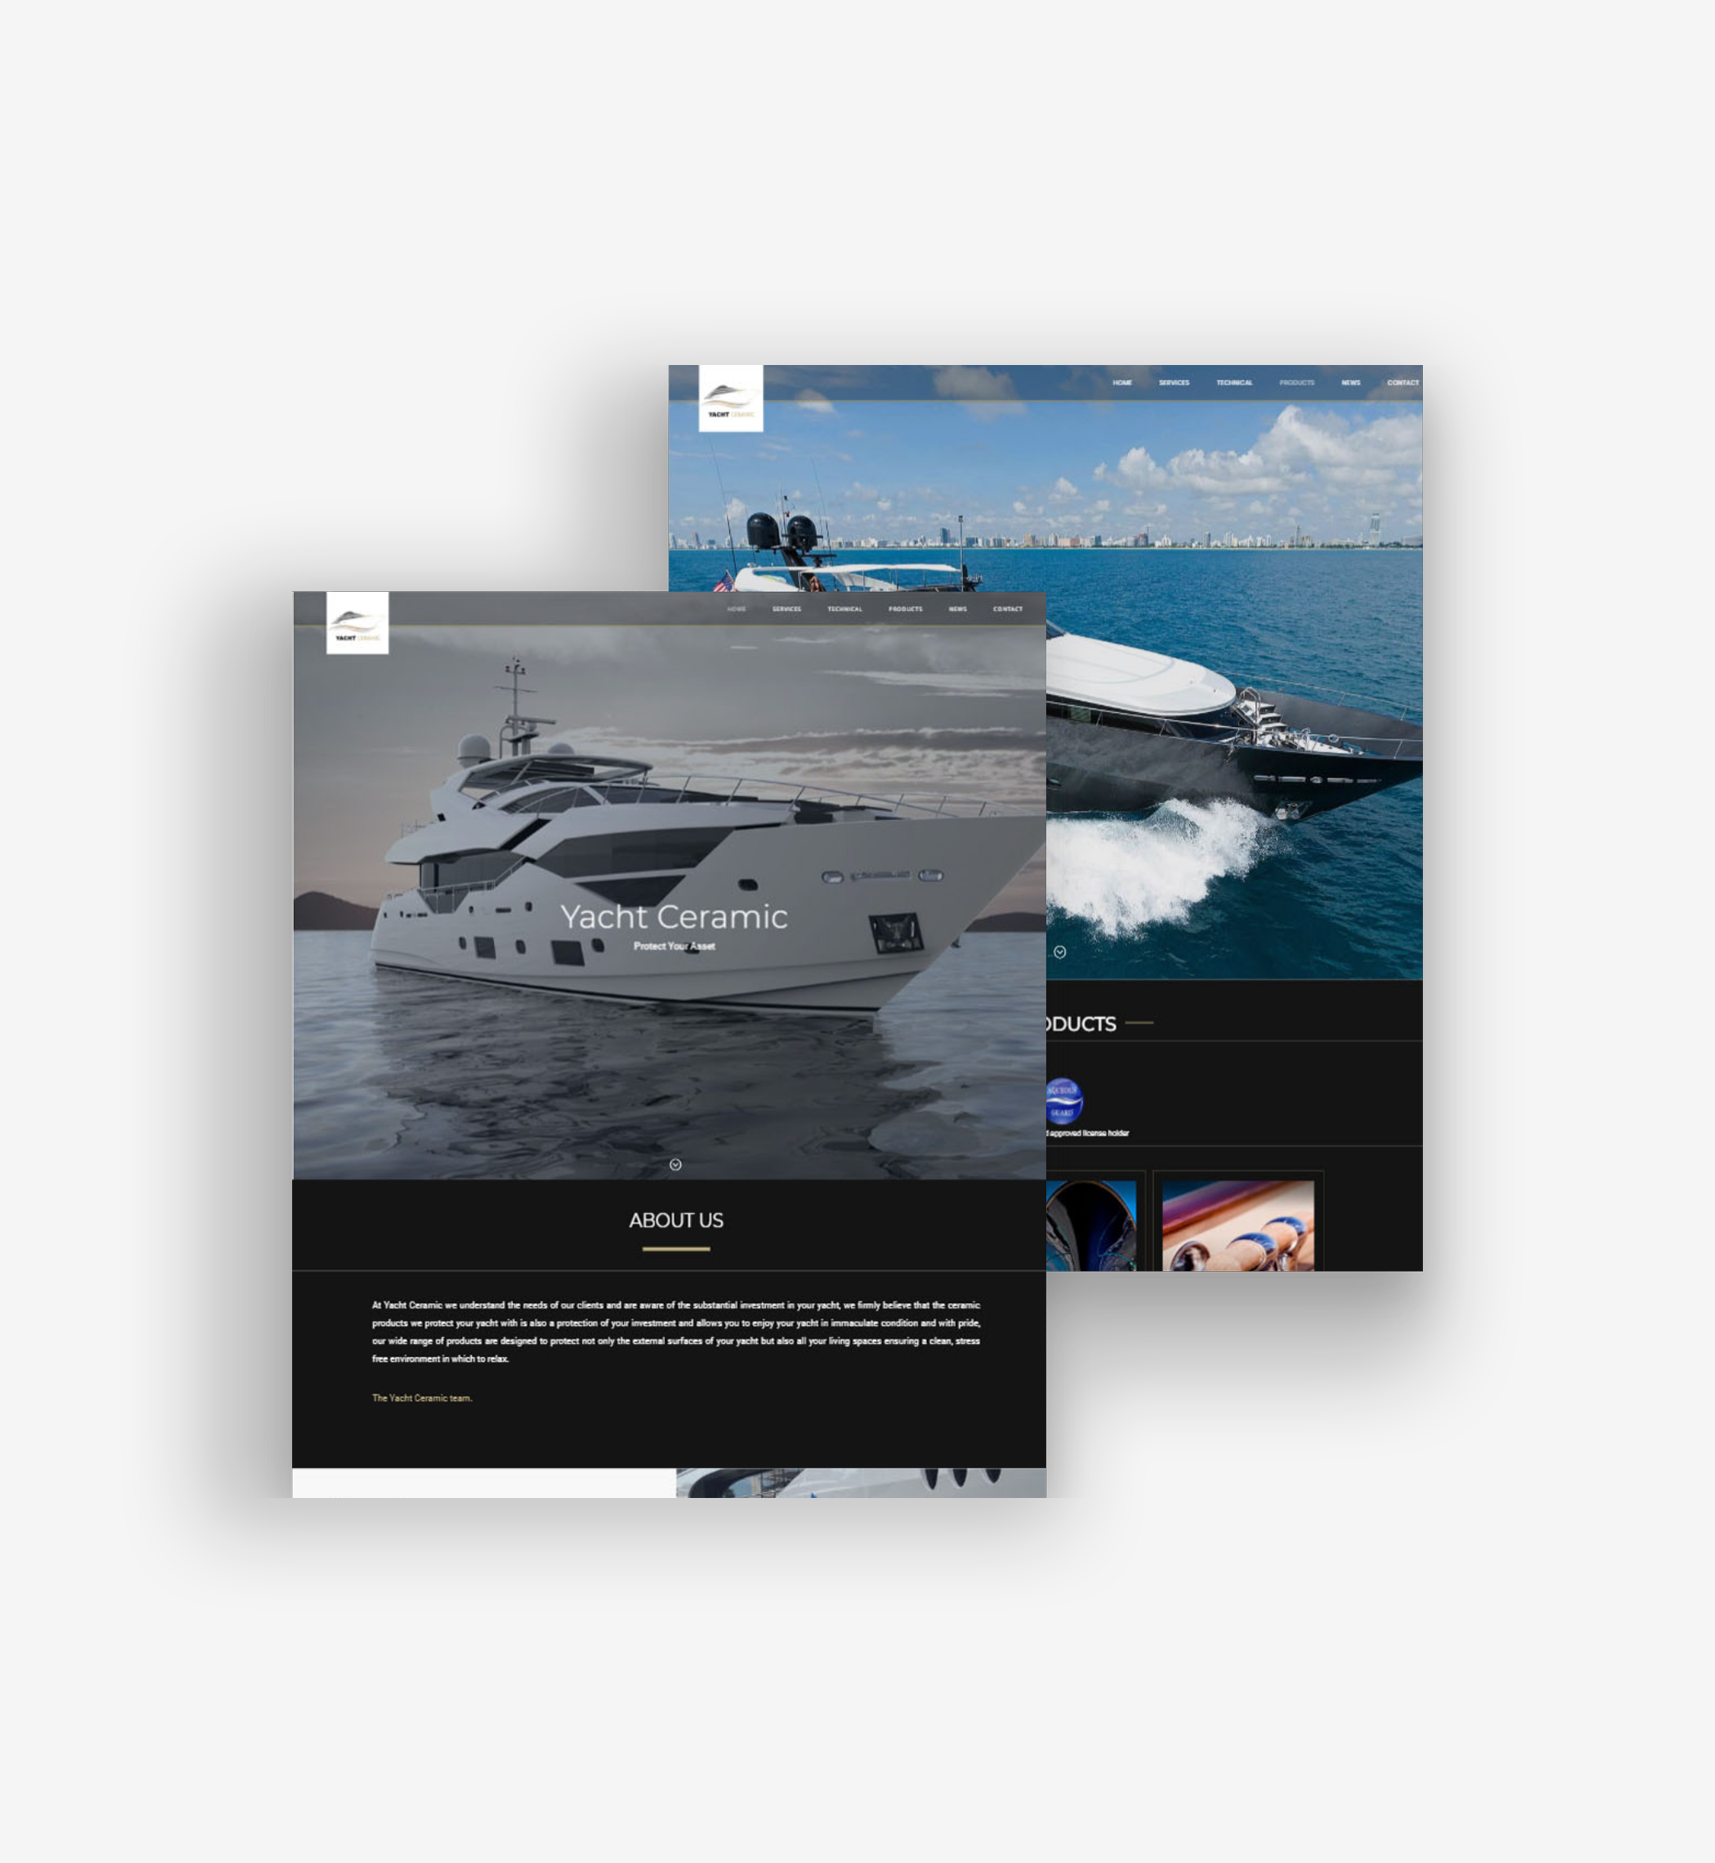 YACHT CERAMIC
HOME SERVICES TECHNICAL PRODUCTS NEWS CONTACT
YACHT CERAMIC
HOME SERVICES TECHNICAL PRODUCTS NEWS CONTACT
Yacht Ceramic
Protect Your Asset
ODUCTS
AQUEOUS
GUARD
approved license holder
ABOUT US
At Yacht Ceramic we understand the needs of our clients and are aware of the substantial investment in your yacht, we firmly believe that the ceramic
products we protect your yacht with is also a protection of your investment and allows you to enjoy your yacht in immaculate condition and with pride,
our wide range of products are designed to protect not only the external surfaces of your yacht but also all your living spaces ensuring a clean, stress
free environment in which to relax.
The Yacht Ceramic team.